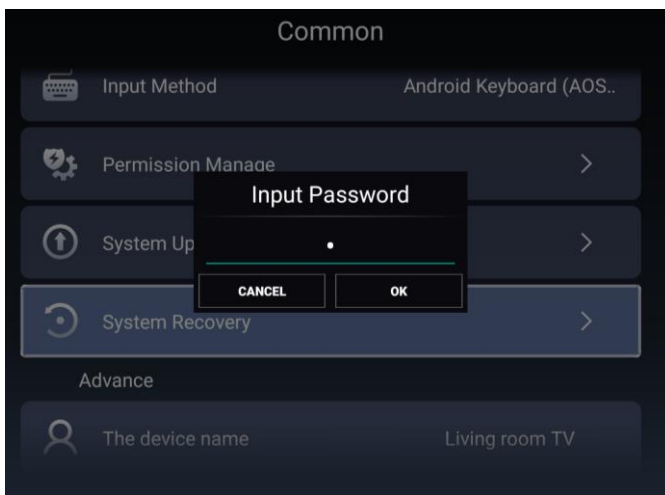 Common
Input Method Android Keyboard (AOS..
Permission Manage
Input Password
System Up
CANCEL OK
System Recovery
Advance
The device name Living room TV